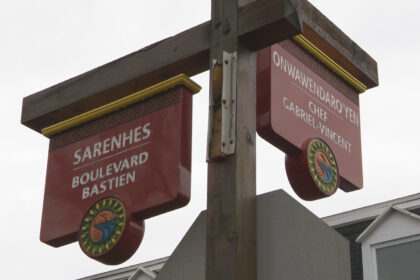 SARENHES
BOULEVARD
BASTIEN
ONWAWENDARO'YEN
CHEF
GABRIEL-VINCENT